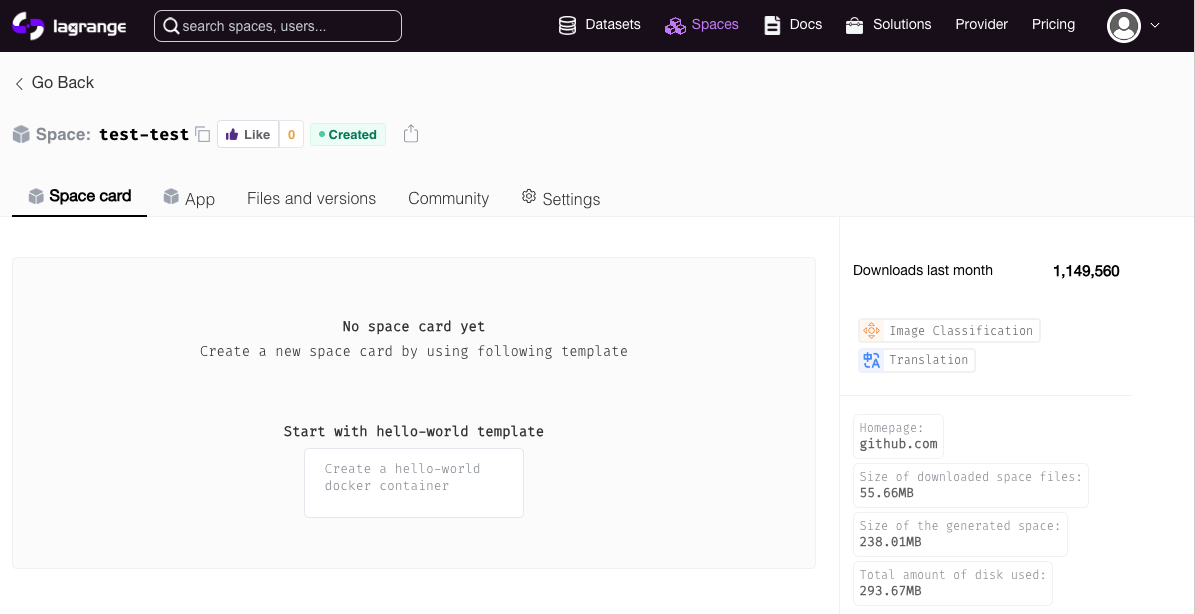 lagrange
search spaces, users...
Datasets
Spaces
Docs
Solutions
Provider
Pricing
Go Back
Space: test-test
Like 0
Created
Space card
App
Files and versions
Community
Settings
No space card yet
Create a new space card by using following template
Start with hello-world template
Create a hello-world
docker container
Downloads last month 1,149,560
Image Classification
Translation
Homepage:
github.com
Size of downloaded space files:
55.66MB
Size of the generated space:
238.01MB
Total amount of disk used:
293.67MB